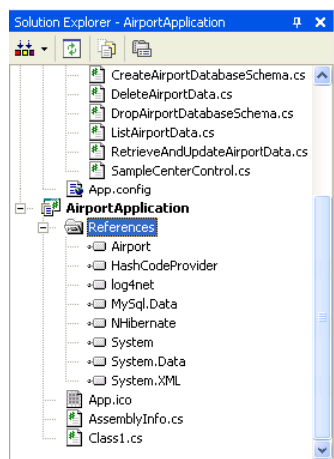 Solution Explorer - AirportApplication
CreateAirportDatabaseSchema.cs
DeleteAirportData.cs
DropAirportDatabaseSchema.cs
ListAirportData.cs
RetrieveAndUpdateAirportData.cs
SampleCenterControl.cs
App.config
AirportApplication
References
Airport
HashCodeProvider
log4net
MySql.Data
NHibernate
System
System.Data
System.XML
App.ico
AssemblyInfo.cs
Class1.cs